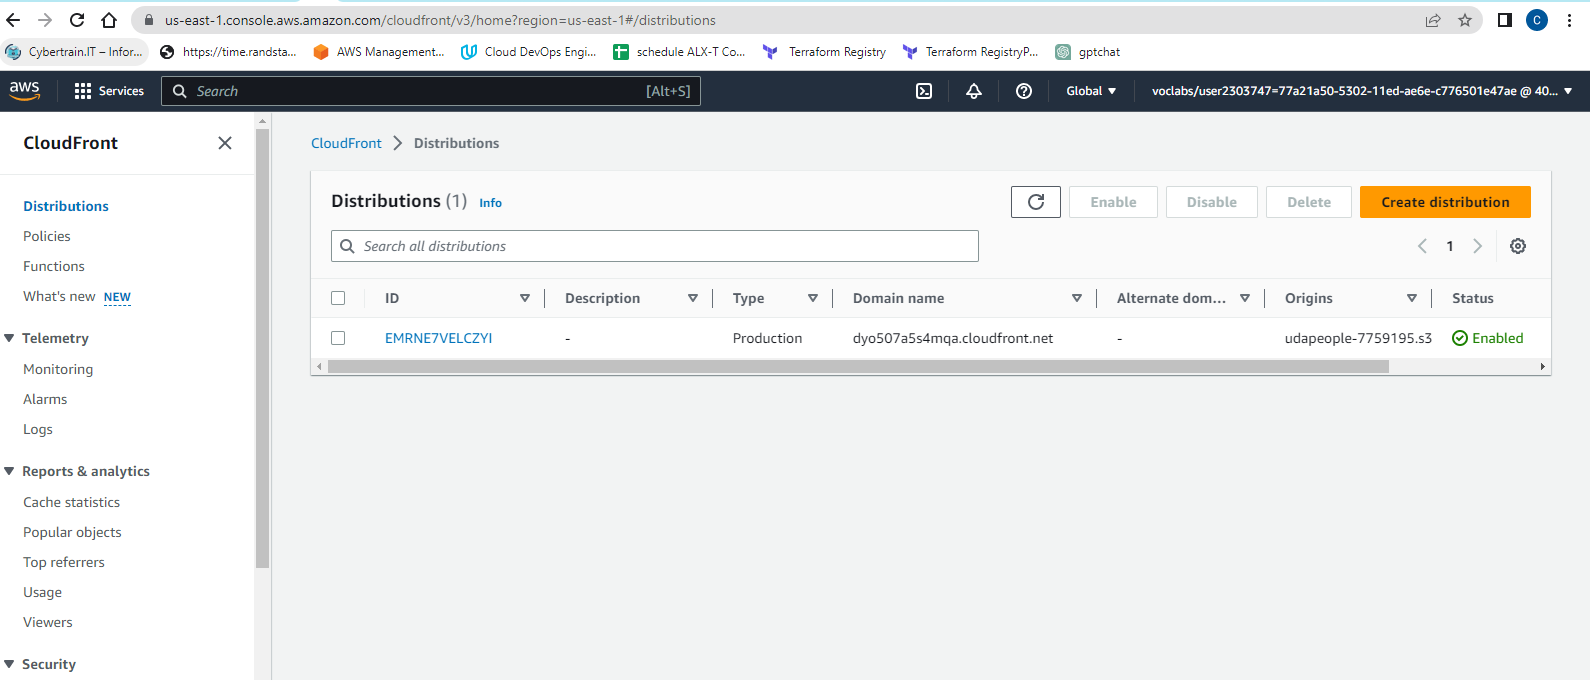 us-east-1.console.aws.amazon.com/cloudfront/v3/home?region=us-east-1#/distributions
C
Cybertrain.IT – Infor... https://time.randsta... AWS Management... Cloud DevOps Engi... schedule ALX-T Co... Terraform Registry Terraform RegistryP... gptchat
aws Services Search [Alt+S] Global voclabs/user2303747=77a21a50-5302-11ed-ae6e-c776501e47ae @ 40...
CloudFront
Distributions
Policies
Functions
What's new NEW
Telemetry
Monitoring
Alarms
Logs
Reports & analytics
Cache statistics
Popular objects
Top referrers
Usage
Viewers
Security
CloudFront Distributions
Distributions (1) Info Enable Disable Delete Create distribution
Search all distributions 1
ID Description Type Domain name Alternate dom... Origins Status
EMRNE7VELCZYI - Production dyo507a5s4mqa.cloudfront.net - udapeople-7759195.s3 Enabled